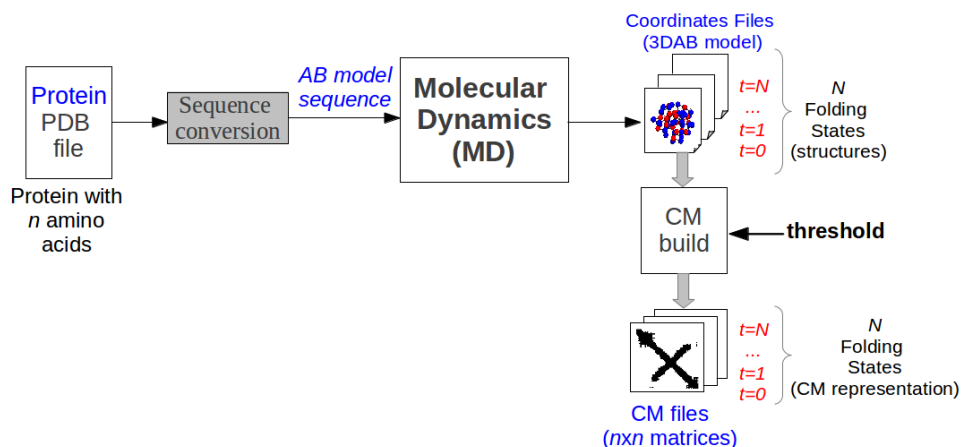 Protein
PDB
file
Protein with
n amino
acids
Sequence
conversion
AB model
sequence
Molecular
Dynamics
(MD)
Coordinates Files
(3DAB model)
t=N
...
t=1
t=0
N
Folding
States
(structures)
CM
build
threshold
t=N
...
t=1
t=0
N
Folding
States
(CM representation)
CM files
(nxn matrices)